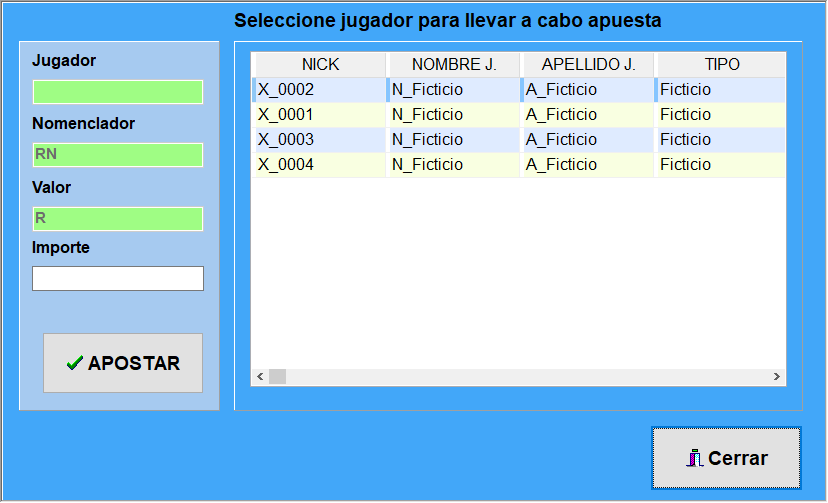 Seleccione jugador para llevar a cabo apuesta
Jugador
Nomenclador
RN
Valor
R
Importe
APOSTAR
NICK NOMBRE J. APELLIDO J. TIPO
X_0002 N_Ficticio A_Ficticio Ficticio
X_0001 N_Ficticio A_Ficticio Ficticio
X_0003 N_Ficticio A_Ficticio Ficticio
X_0004 N_Ficticio A_Ficticio Ficticio
Cerrar